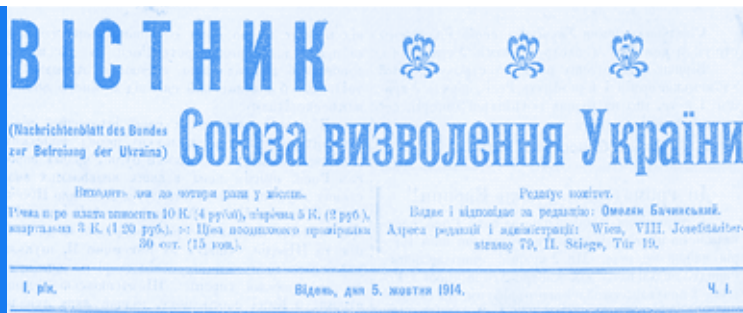 ВІСТНИК
(Nachrichtenblatt des Bundes
zur Befreiung der Ukraina)
Союза визволення України
Виходить два до чотири рази у місяць.
Річна передплата виносить 10 К. (4 рублі), піврічна 5 К. (2 руб.),
квартальна 3 К. (1·20 руб.), Ціна поодинокого примірника
30 сот. (15 коп.).
Редаґує комітет.
Видає і відповідає за редакцію: Омелян Бачинський.
Адреса редакції і адміністрації: Wien, VIII. Josefstädter-
strasse 79, II. Stiege, Tür 19.
I. рік.
Відень, дня 5. жовтня 1914.
Ч. 1.